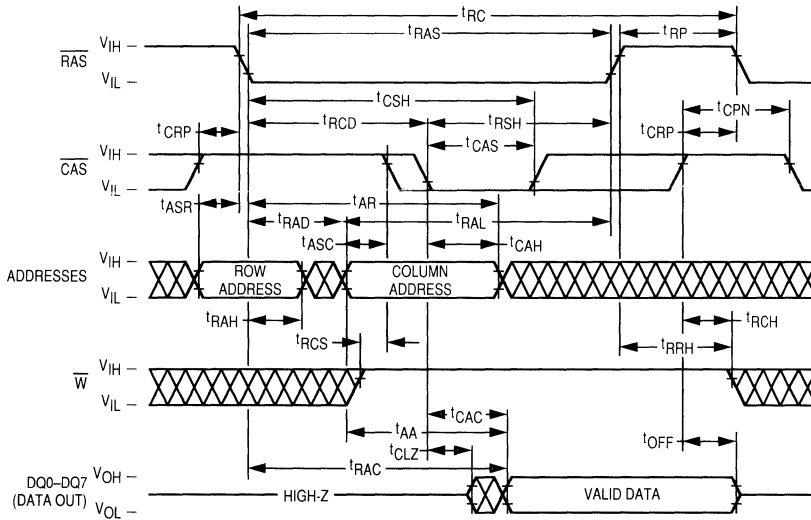 tRC
tRAS
tRP
RAS
VIH
VIL
tCSH
tCPN
tCRP
tRCD
tRSH
tCRP
tCAS
CAS
VIH
VIL
tASR
tAR
tRAD
tRAL
tASC
tCAH
ADDRESSES
VIH
VIL
ROW
ADDRESS
COLUMN
ADDRESS
tRAH
tRCH
tRCS
tRRH
W
VIH
VIL
tCAC
tAA
tCLZ
tOFF
tRAC
DQ0–DQ7
(DATA OUT)
VOH
VOL
HIGH-Z
VALID DATA